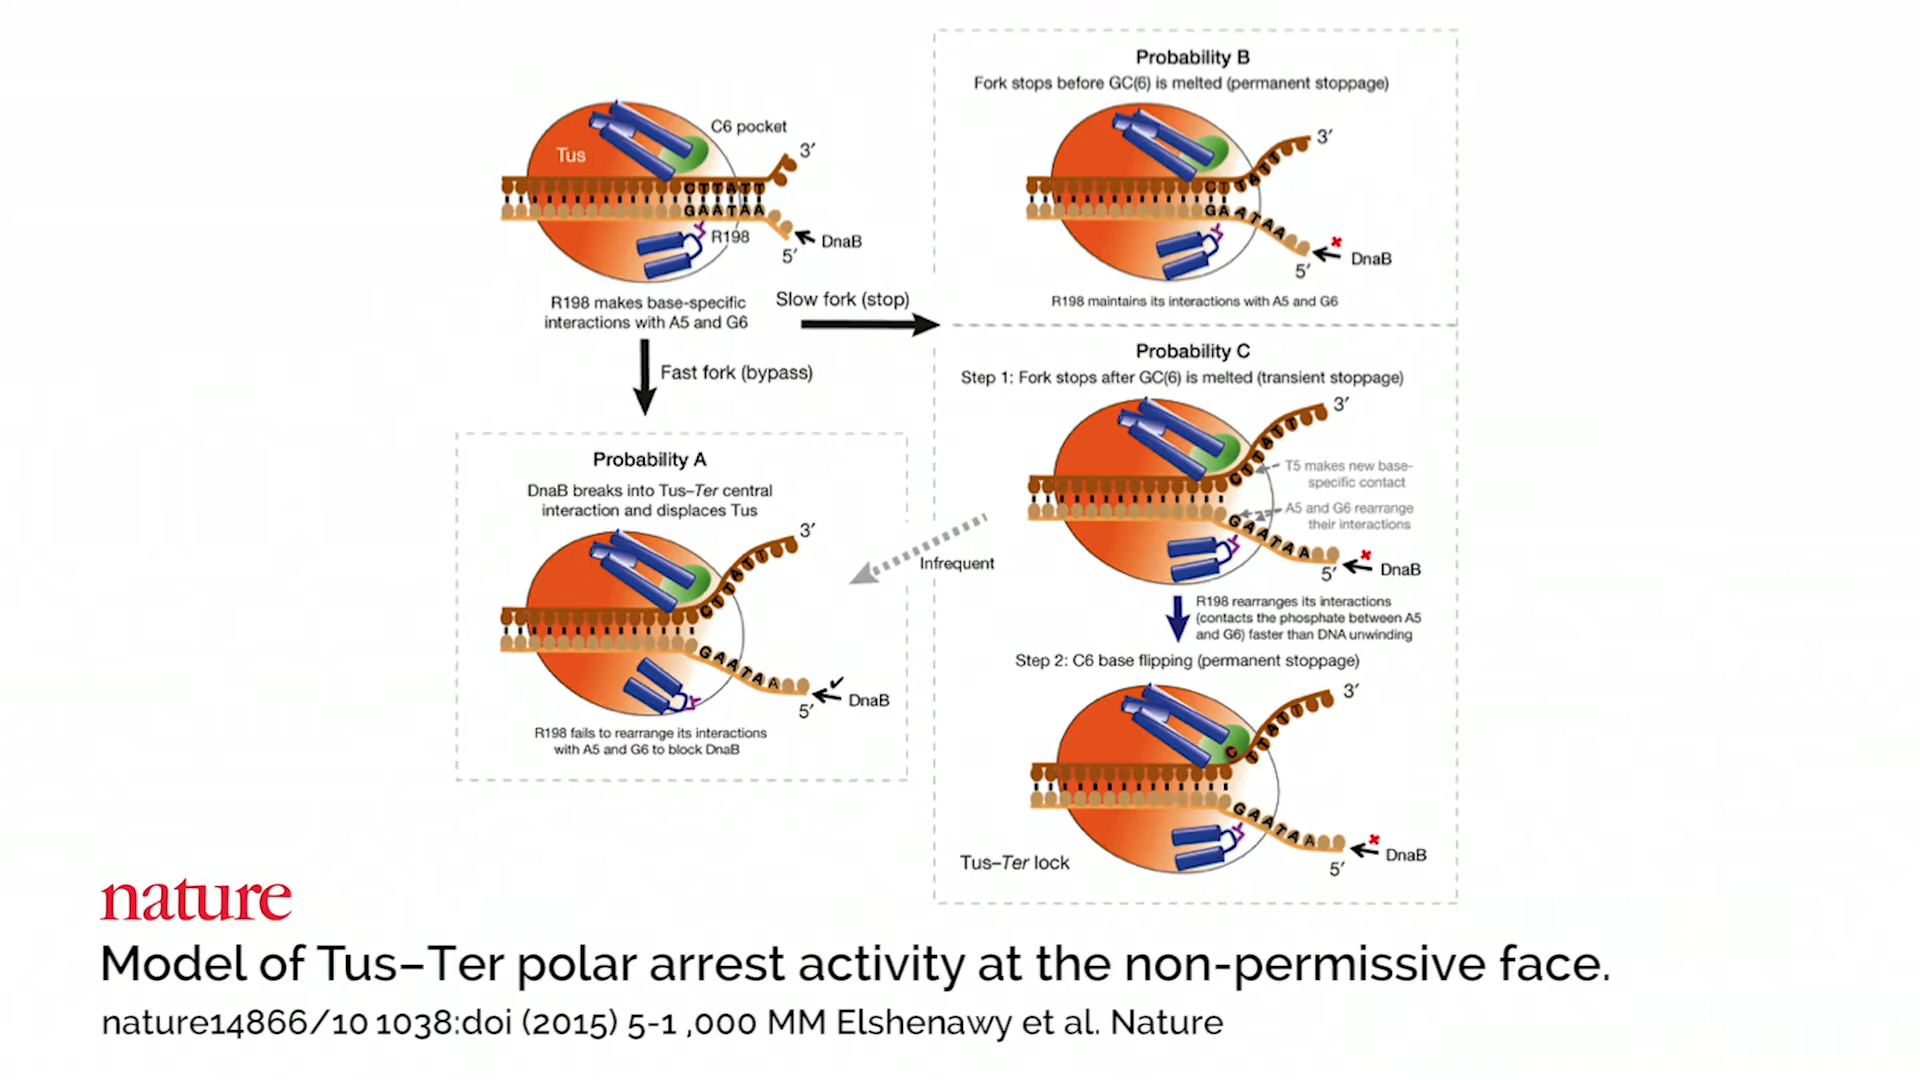 C6 pocket
3′
Tus
CTTATT
GAATAA
R198
DnaB
5′
R198 makes base-specific
interactions with A5 and G6
Slow fork (stop)
Fast fork (bypass)
Probability A
DnaB breaks into Tus–Ter central
interaction and displaces Tus
3′
CTTATT
GAATAA
DnaB
5′
R198 fails to rearrange its interactions
with A5 and G6 to block DnaB
Infrequent
Probability B
Fork stops before GC(6) is melted (permanent stoppage)
3′
CT TATT
GA ATAA
DnaB
5′
R198 maintains its interactions with A5 and G6
Probability C
Step 1: Fork stops after GC(6) is melted (transient stoppage)
3′
CTTATT
T5 makes new base-
specific contact
A5 and G6 rearrange
their interactions
GAATAA
5′
DnaB
R198 rearranges its interactions
(contacts the phosphate between A5
and G6) faster than DNA unwinding
Step 2: C6 base flipping (permanent stoppage)
3′
C
TTATT
GAATAA
DnaB
5′
Tus–Ter lock
nature
Model of Tus–Ter polar arrest activity at the non-permissive face.
nature14866/10 1038:doi (2015) 5-1 ,000 MM Elshenawy et al. Nature